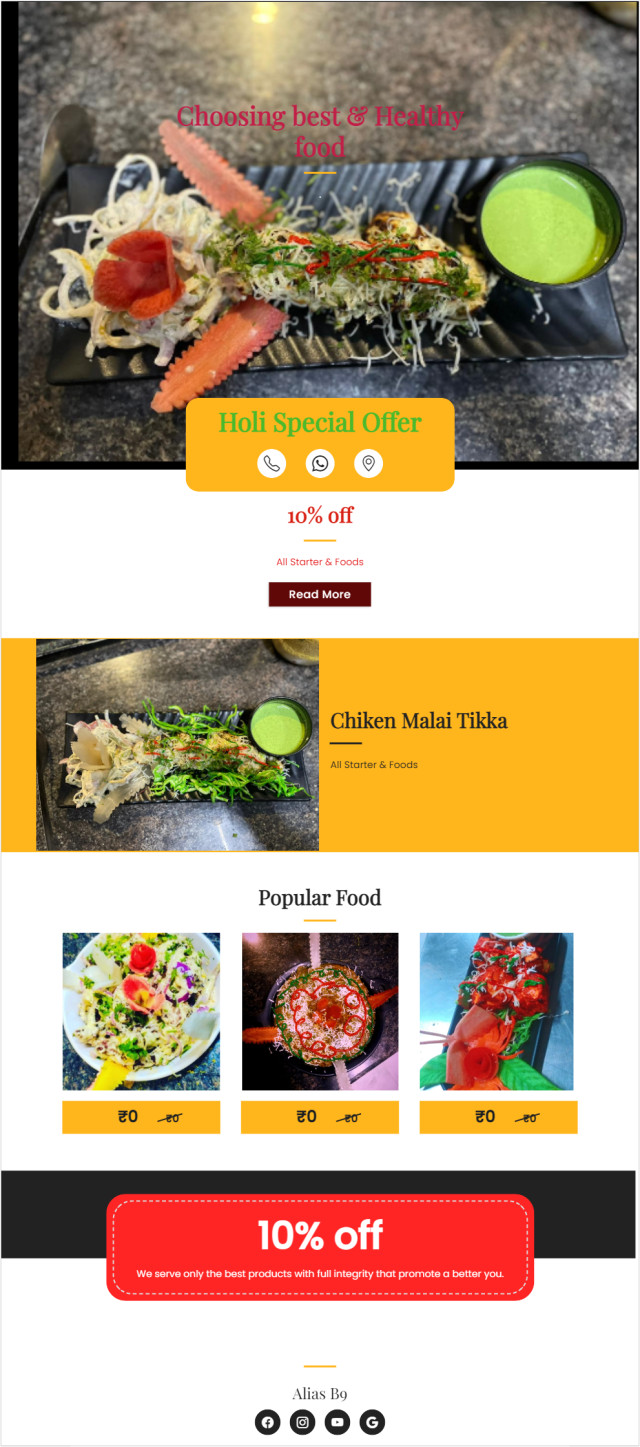 Choosing best & Healthy
food
Holi Special Offer
10% off
All Starter & Foods
Read More
Chiken Malai Tikka
All Starter & Foods
Popular Food
₹0 ₹0
₹0 ₹0
₹0 ₹0
10% off
We serve only the best products with full integrity that promote a better you.
Alias B9